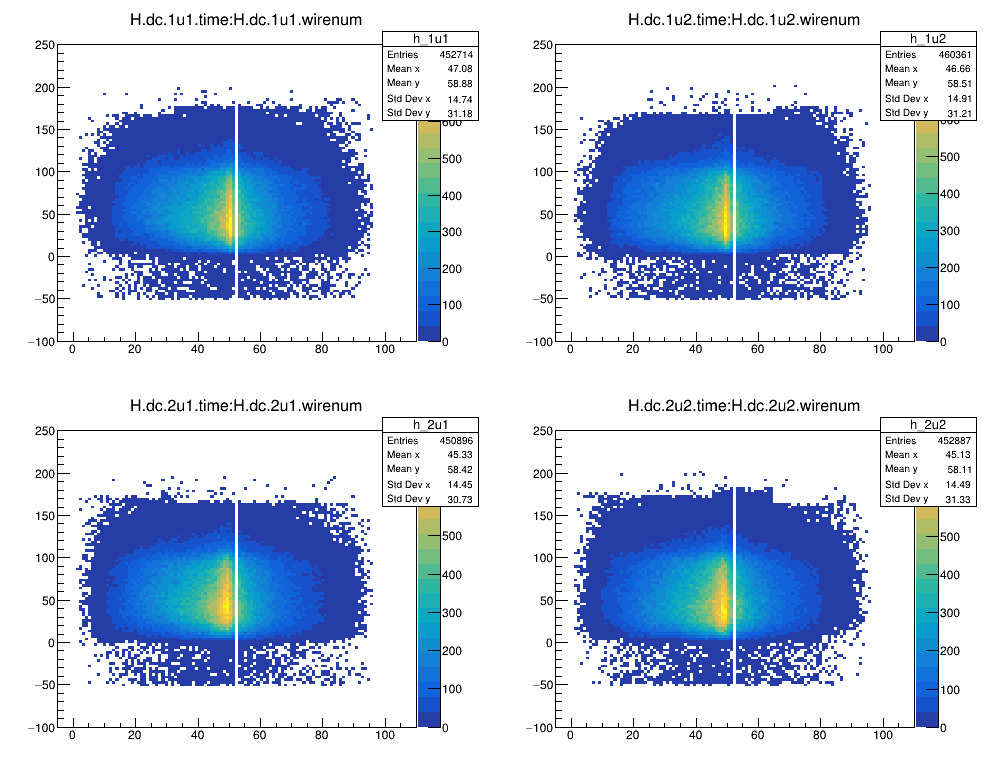 H.dc.1u1.time:H.dc.1u1.wirenum
h_1u1
Entries 452714
Mean x 47.08
Mean y 58.88
Std Dev x 14.74
Std Dev y 31.18
250
200
150
100
50
0
−50
−100
0 20 40 60 80 100
600
500
400
300
200
100
0
H.dc.1u2.time:H.dc.1u2.wirenum
h_1u2
Entries 460361
Mean x 46.66
Mean y 58.51
Std Dev x 14.91
Std Dev y 31.21
250
200
150
100
50
0
−50
−100
0 20 40 60 80 100
600
500
400
300
200
100
0
H.dc.2u1.time:H.dc.2u1.wirenum
h_2u1
Entries 450896
Mean x 45.33
Mean y 58.42
Std Dev x 14.45
Std Dev y 30.73
250
200
150
100
50
0
−50
−100
0 20 40 60 80 100
500
400
300
200
100
0
H.dc.2u2.time:H.dc.2u2.wirenum
h_2u2
Entries 452887
Mean x 45.13
Mean y 58.11
Std Dev x 14.49
Std Dev y 31.33
250
200
150
100
50
0
−50
−100
0 20 40 60 80 100
500
400
300
200
100
0